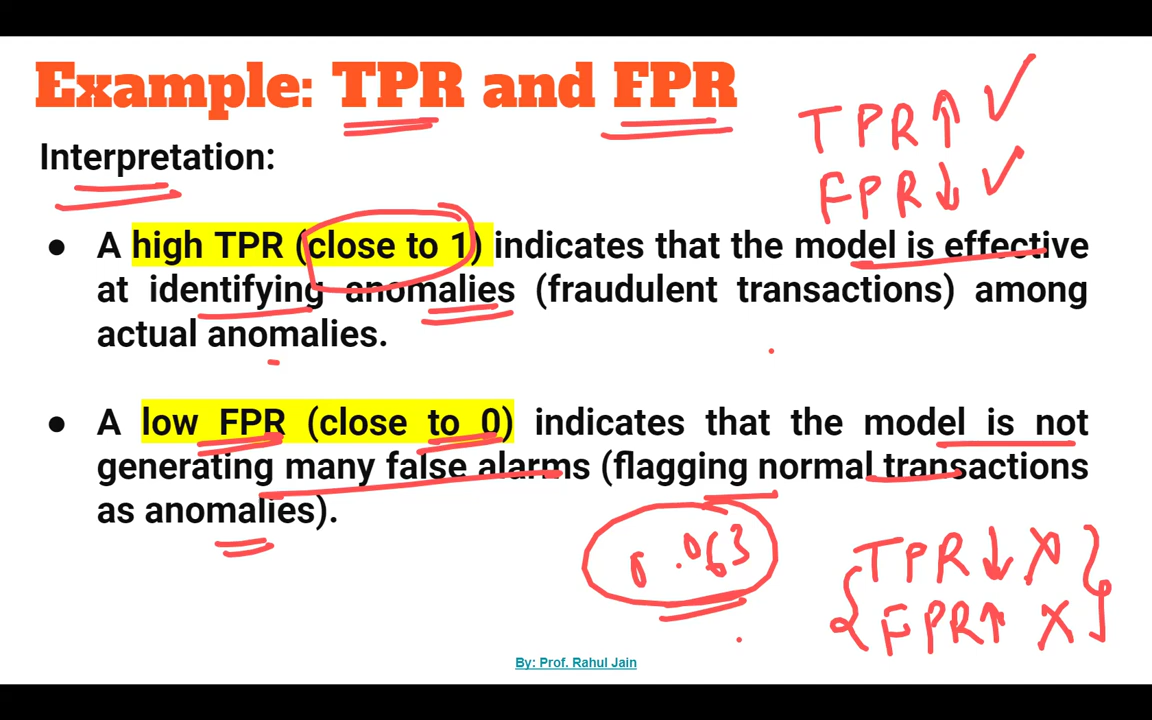 Example: TPR and FPR
TPR↑ ✓
FPR↓ ✓
Interpretation:
● A high TPR (close to 1) indicates that the model is effective
at identifying anomalies (fraudulent transactions) among
actual anomalies.
● A low FPR (close to 0) indicates that the model is not
generating many false alarms (flagging normal transactions
as anomalies).
0.063
TPR↓ X
FPR↑ X
By: Prof. Rahul Jain